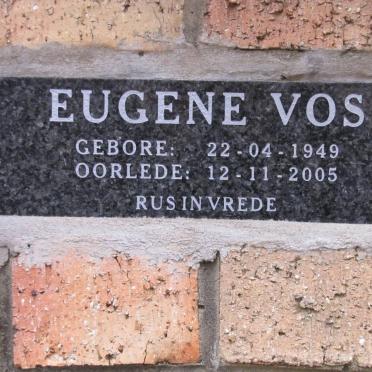 EUGENE VOS
GEBORE: 22-04-1949
OORLEDE: 12-11-2005
RUS IN VREDE